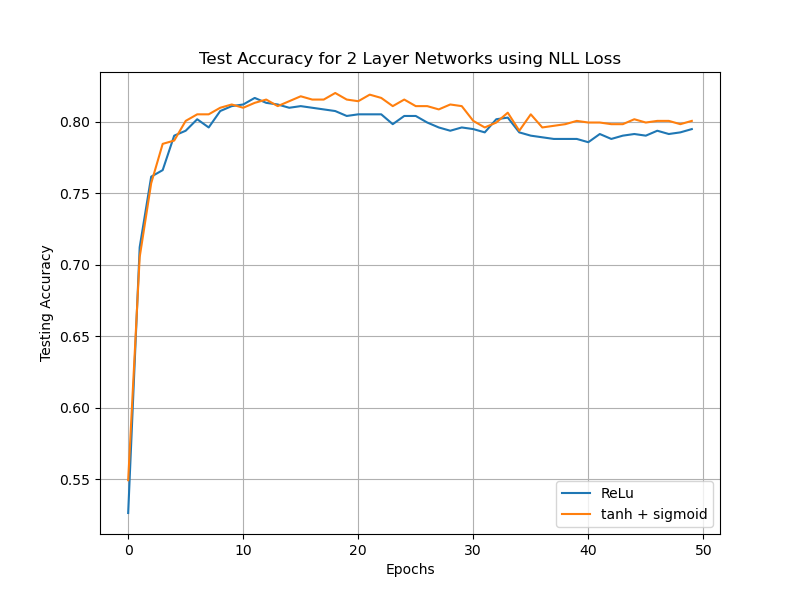 Test Accuracy for 2 Layer Networks using NLL Loss
Testing Accuracy
0.80
0.75
0.70
0.65
0.60
0.55
0
10
20
30
40
50
Epochs
ReLu
tanh + sigmoid